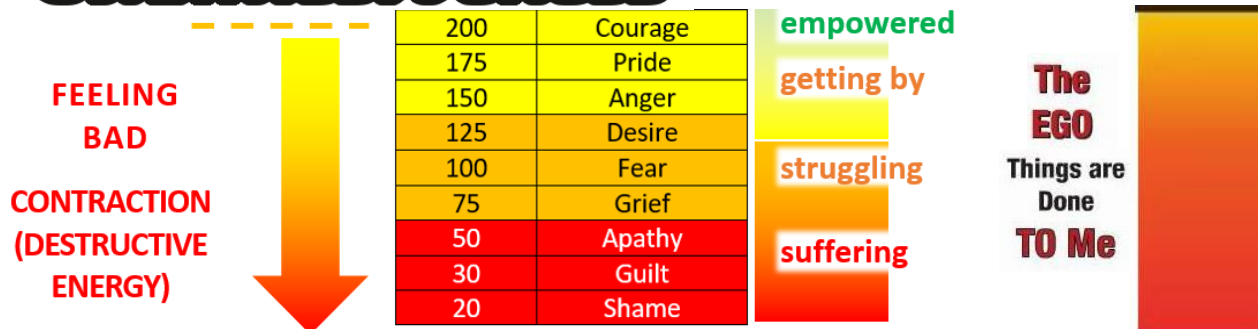 FEELING
BAD
CONTRACTION
(DESTRUCTIVE
ENERGY)
200 Courage
175 Pride
150 Anger
125 Desire
100 Fear
75 Grief
50 Apathy
30 Guilt
20 Shame
empowered
getting by
struggling
suffering
The
EGO
Things are
Done
TO Me